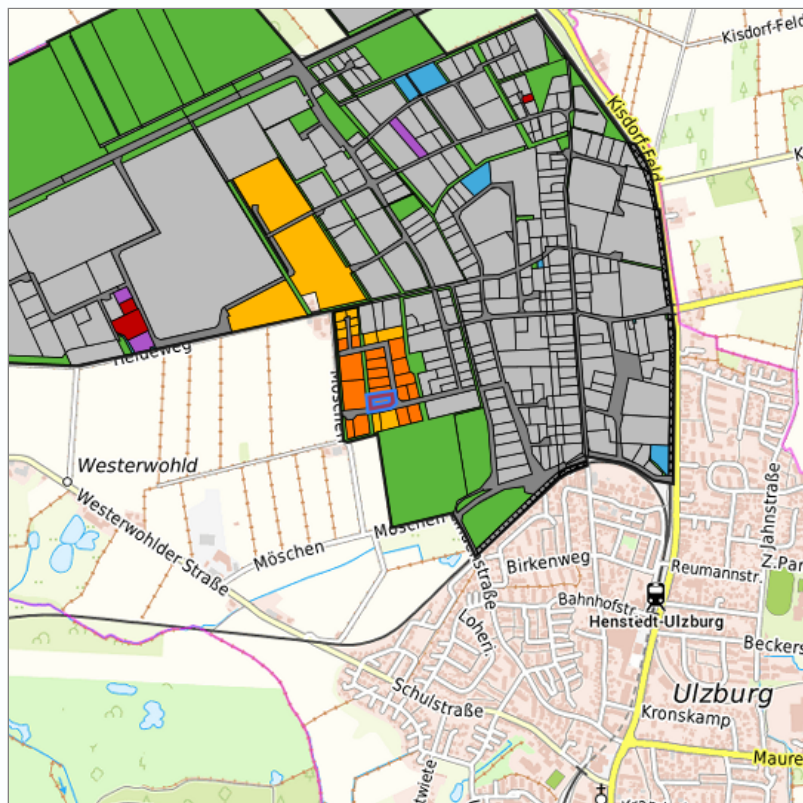 Kisdorf-Feld
Kisdorf-Feld
K
Heideweg
Möschen
Westerwohld
Westerwohlder-Straße
Möschen
Möschen
Birkenweg
Reumannstr.
Z.Par
Jahnstraße
Bahnhofstr.
Henstedt-Ulzburg
Beckers
Loheri.
Ulzburg
Schulstraße
Kronskamp
Maure
twiete